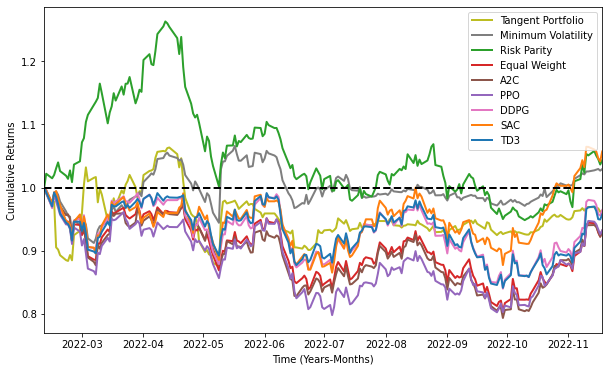 Tangent Portfolio
Minimum Volatility
Risk Parity
Equal Weight
A2C
PPO
DDPG
SAC
TD3
Cumulative Returns
1.2
1.1
1.0
0.9
0.8
2022-03 2022-04 2022-05 2022-06 2022-07 2022-08 2022-09 2022-10 2022-11
Time (Years-Months)